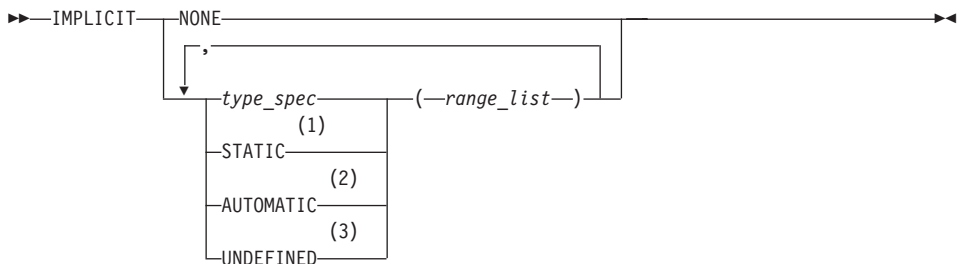 IMPLICIT NONE
,
type_spec ( range_list )
(1)
STATIC
(2)
AUTOMATIC
(3)
UNDEFINED